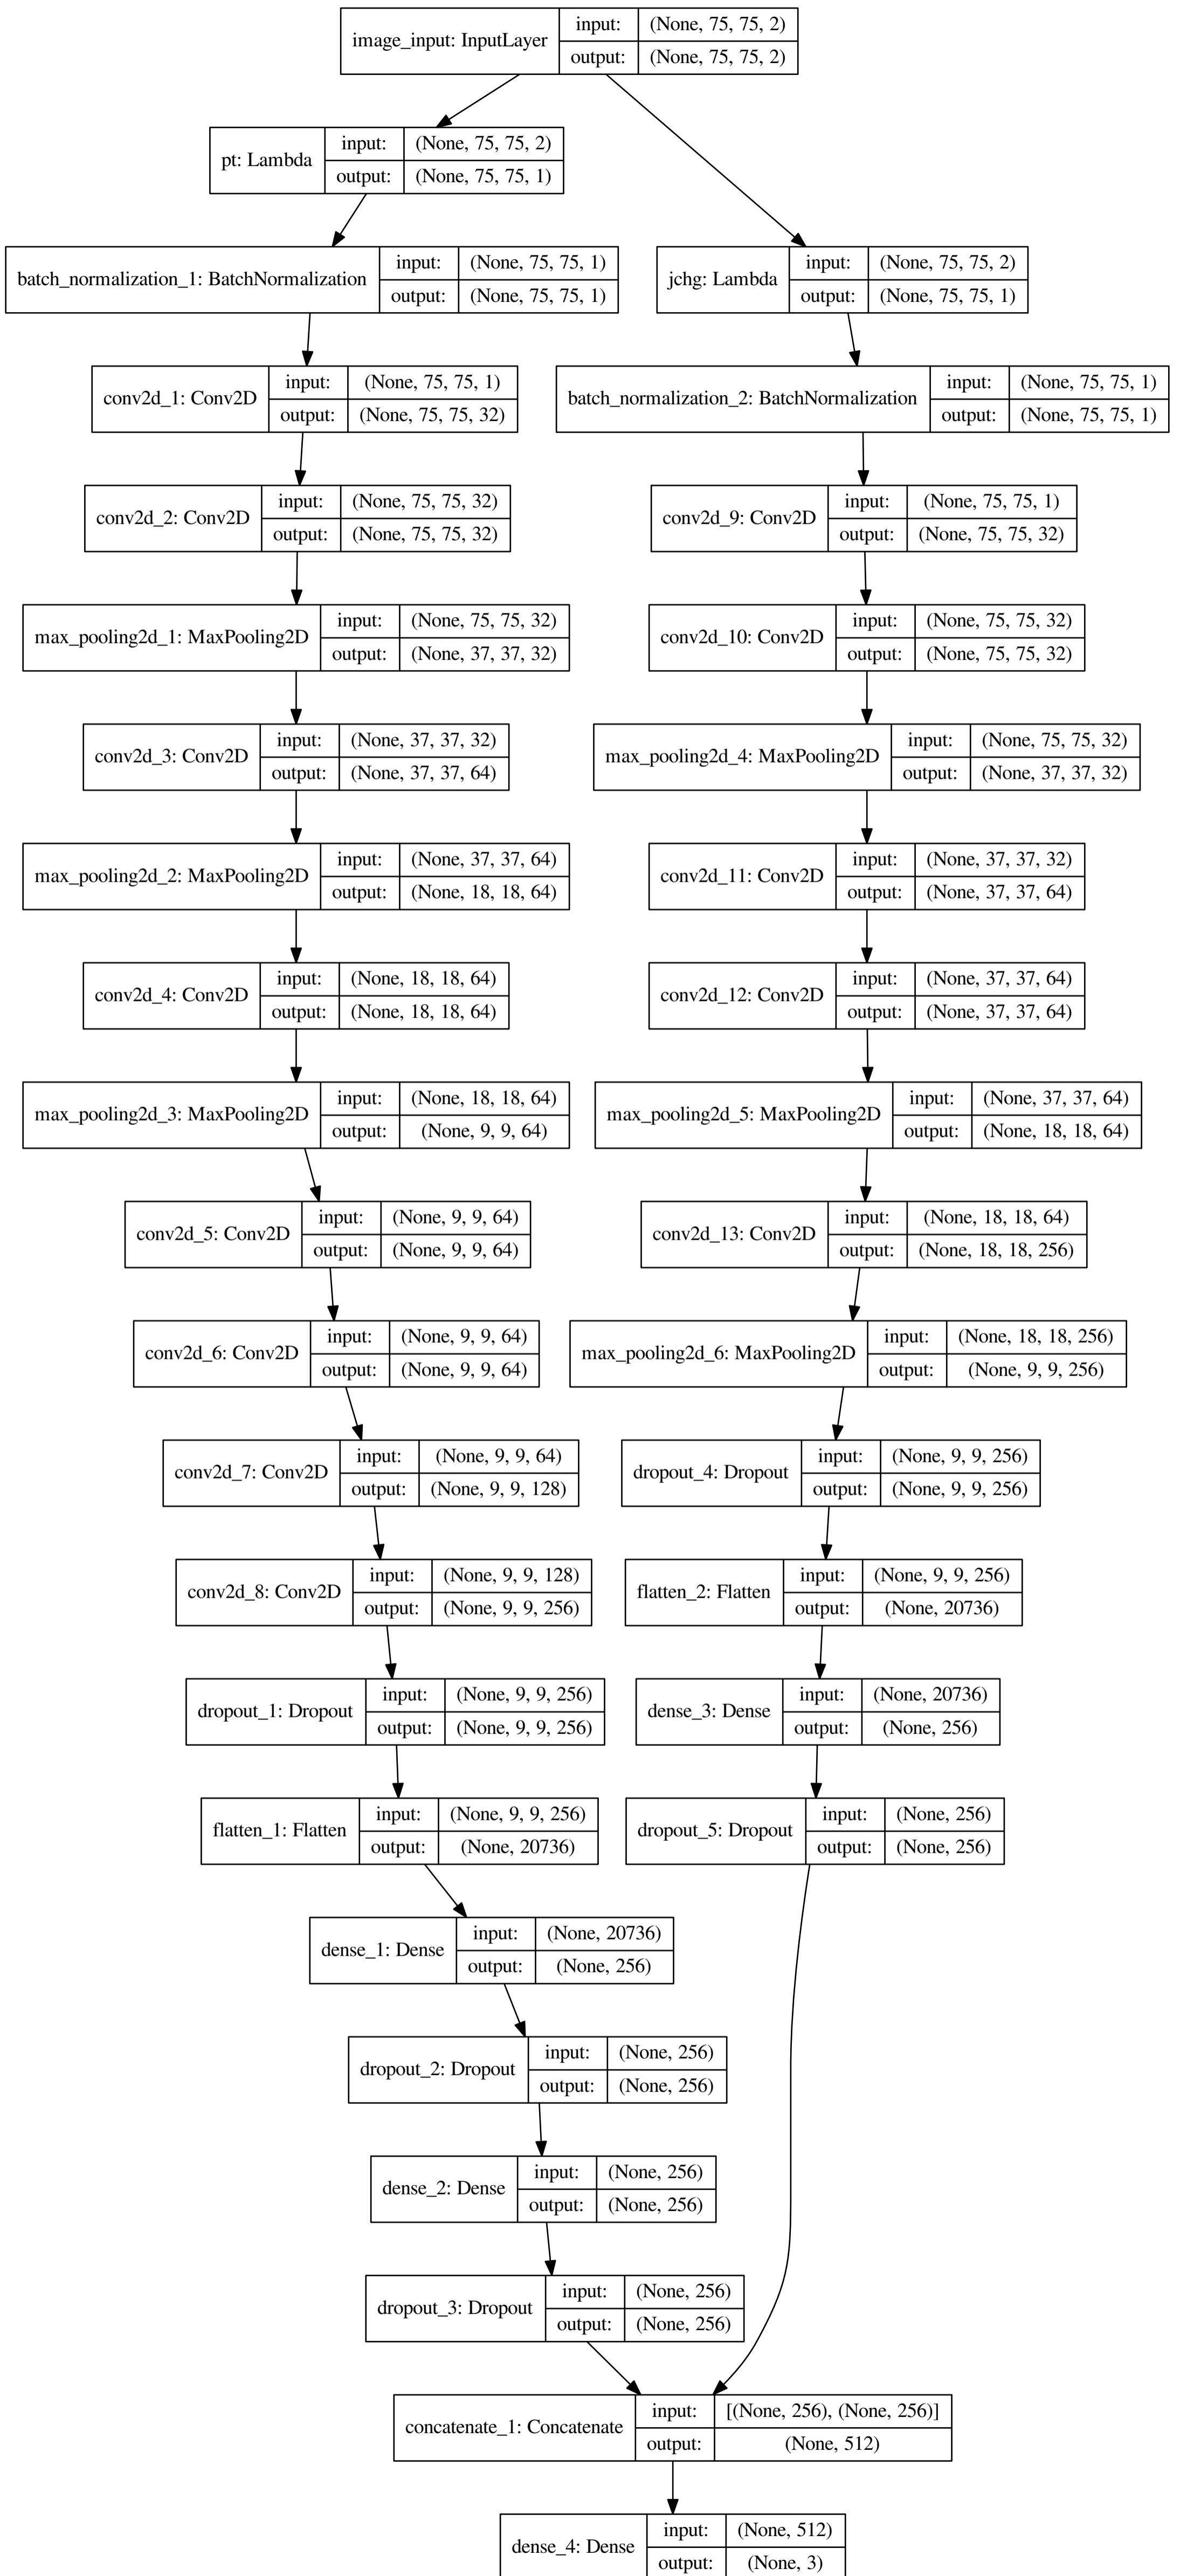 image_input: InputLayer
input: (None, 75, 75, 2)
output: (None, 75, 75, 2)
pt: Lambda
input: (None, 75, 75, 2)
output: (None, 75, 75, 1)
batch_normalization_1: BatchNormalization
input: (None, 75, 75, 1)
output: (None, 75, 75, 1)
jchg: Lambda
input: (None, 75, 75, 2)
output: (None, 75, 75, 1)
conv2d_1: Conv2D
input: (None, 75, 75, 1)
output: (None, 75, 75, 32)
batch_normalization_2: BatchNormalization
input: (None, 75, 75, 1)
output: (None, 75, 75, 1)
conv2d_2: Conv2D
input: (None, 75, 75, 32)
output: (None, 75, 75, 32)
conv2d_9: Conv2D
input: (None, 75, 75, 1)
output: (None, 75, 75, 32)
max_pooling2d_1: MaxPooling2D
input: (None, 75, 75, 32)
output: (None, 37, 37, 32)
conv2d_10: Conv2D
input: (None, 75, 75, 32)
output: (None, 75, 75, 32)
conv2d_3: Conv2D
input: (None, 37, 37, 32)
output: (None, 37, 37, 64)
max_pooling2d_4: MaxPooling2D
input: (None, 75, 75, 32)
output: (None, 37, 37, 32)
max_pooling2d_2: MaxPooling2D
input: (None, 37, 37, 64)
output: (None, 18, 18, 64)
conv2d_11: Conv2D
input: (None, 37, 37, 32)
output: (None, 37, 37, 64)
conv2d_4: Conv2D
input: (None, 18, 18, 64)
output: (None, 18, 18, 64)
conv2d_12: Conv2D
input: (None, 37, 37, 64)
output: (None, 37, 37, 64)
max_pooling2d_3: MaxPooling2D
input: (None, 18, 18, 64)
output: (None, 9, 9, 64)
max_pooling2d_5: MaxPooling2D
input: (None, 37, 37, 64)
output: (None, 18, 18, 64)
conv2d_5: Conv2D
input: (None, 9, 9, 64)
output: (None, 9, 9, 64)
conv2d_13: Conv2D
input: (None, 18, 18, 64)
output: (None, 18, 18, 256)
conv2d_6: Conv2D
input: (None, 9, 9, 64)
output: (None, 9, 9, 64)
max_pooling2d_6: MaxPooling2D
input: (None, 18, 18, 256)
output: (None, 9, 9, 256)
conv2d_7: Conv2D
input: (None, 9, 9, 64)
output: (None, 9, 9, 128)
dropout_4: Dropout
input: (None, 9, 9, 256)
output: (None, 9, 9, 256)
conv2d_8: Conv2D
input: (None, 9, 9, 128)
output: (None, 9, 9, 256)
flatten_2: Flatten
input: (None, 9, 9, 256)
output: (None, 20736)
dropout_1: Dropout
input: (None, 9, 9, 256)
output: (None, 9, 9, 256)
dense_3: Dense
input: (None, 20736)
output: (None, 256)
flatten_1: Flatten
input: (None, 9, 9, 256)
output: (None, 20736)
dropout_5: Dropout
input: (None, 256)
output: (None, 256)
dense_1: Dense
input: (None, 20736)
output: (None, 256)
dropout_2: Dropout
input: (None, 256)
output: (None, 256)
dense_2: Dense
input: (None, 256)
output: (None, 256)
dropout_3: Dropout
input: (None, 256)
output: (None, 256)
concatenate_1: Concatenate
input: [(None, 256), (None, 256)]
output: (None, 512)
dense_4: Dense
input: (None, 512)
output: (None, 3)